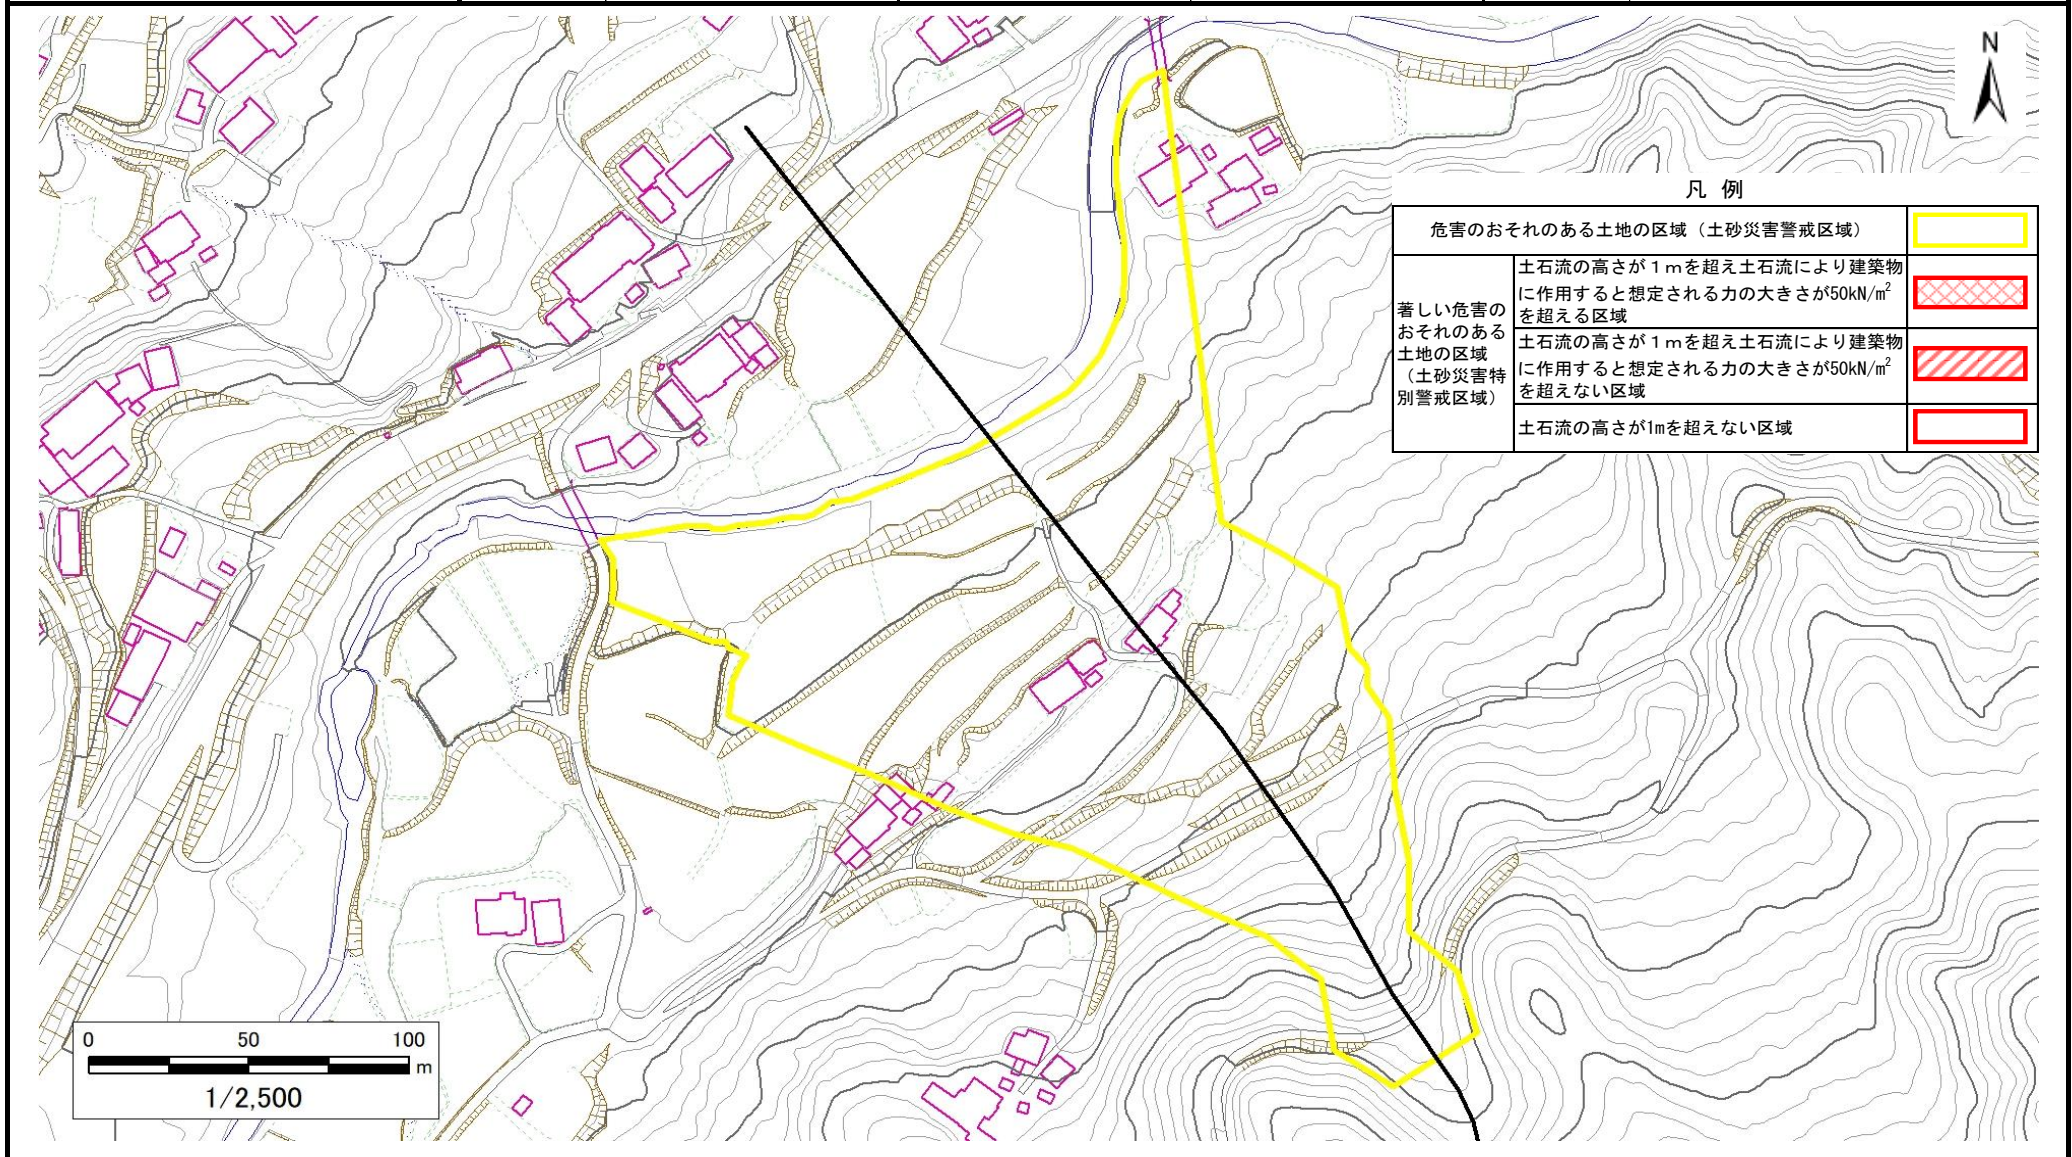 N
凡 例
危害のおそれのある土地の区域（土砂災害警戒区域）
著しい危害の
おそれのある
土地の区域
（土砂災害特
別警戒区域）
土石流の高さが１ｍを超え土石流により建築物
に作用すると想定される力の大きさが50kN/m²
を超える区域
土石流の高さが１ｍを超え土石流により建築物
に作用すると想定される力の大きさが50kN/m²
を超えない区域
土石流の高さが1mを超えない区域
0 50 100
m
1/2,500